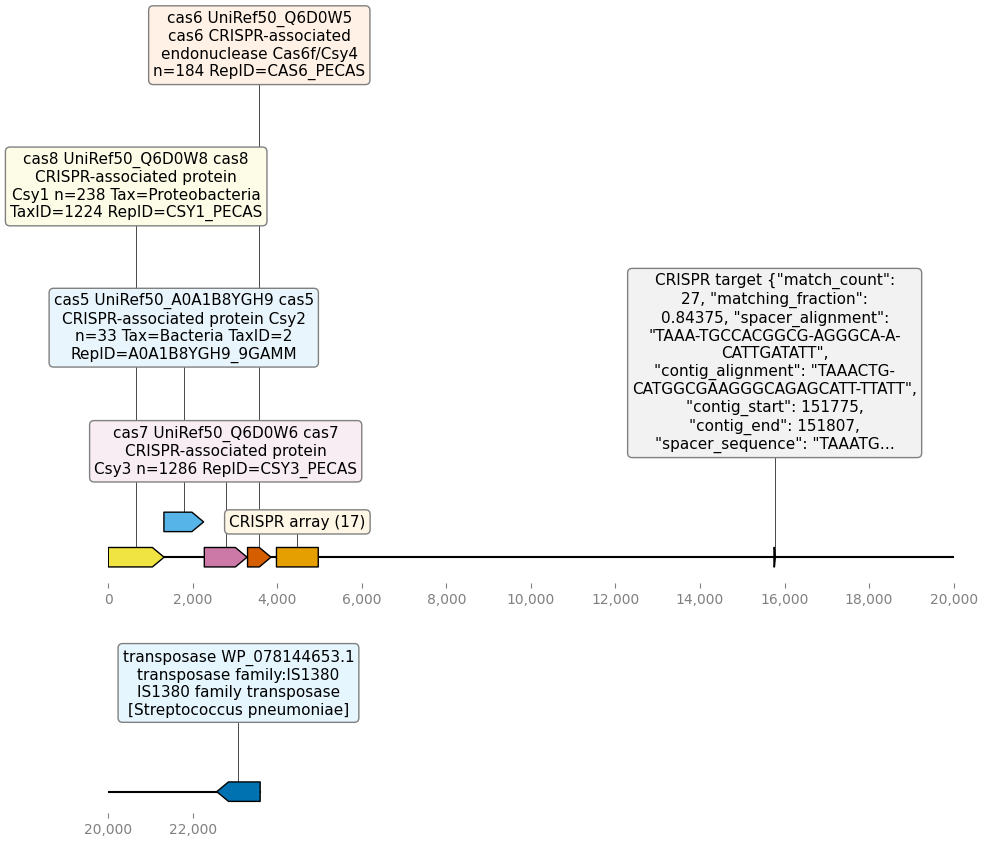 cas6 UniRef50_Q6D0W5
cas6 CRISPR-associated
endonuclease Cas6f/Csy4
n=184 RepID=CAS6_PECAS
cas8 UniRef50_Q6D0W8 cas8
CRISPR-associated protein
Csy1 n=238 Tax=Proteobacteria
TaxID=1224 RepID=CSY1_PECAS
cas5 UniRef50_A0A1B8YGH9 cas5
CRISPR-associated protein Csy2
n=33 Tax=Bacteria TaxID=2
RepID=A0A1B8YGH9_9GAMM
CRISPR target {"match_count":
27, "matching_fraction":
0.84375, "spacer_alignment":
"TAAA-TGCCACGGCG-AGGGCA-A-
CATTGATATT",
"contig_alignment": "TAAACTG-
CATGGCGAAGGGCAGAGCATT-TTATT",
"contig_start": 151775,
"contig_end": 151807,
"spacer_sequence": "TAAATG...
cas7 UniRef50_Q6D0W6 cas7
CRISPR-associated protein
Csy3 n=1286 RepID=CSY3_PECAS
CRISPR array (17)
0 2,000 4,000 6,000 8,000 10,000 12,000 14,000 16,000 18,000 20,000
transposase WP_078144653.1
transposase family:IS1380
IS1380 family transposase
[Streptococcus pneumoniae]
20,000 22,000